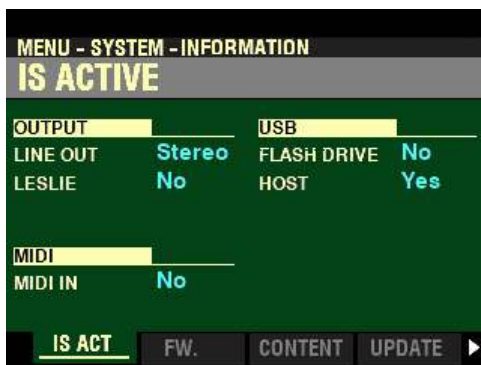 MENU - SYSTEM - INFORMATION
IS ACTIVE
OUTPUT
LINE OUT Stereo
LESLIE No
USB
FLASH DRIVE No
HOST Yes
MIDI
MIDI IN No
IS ACT FW. CONTENT UPDATE